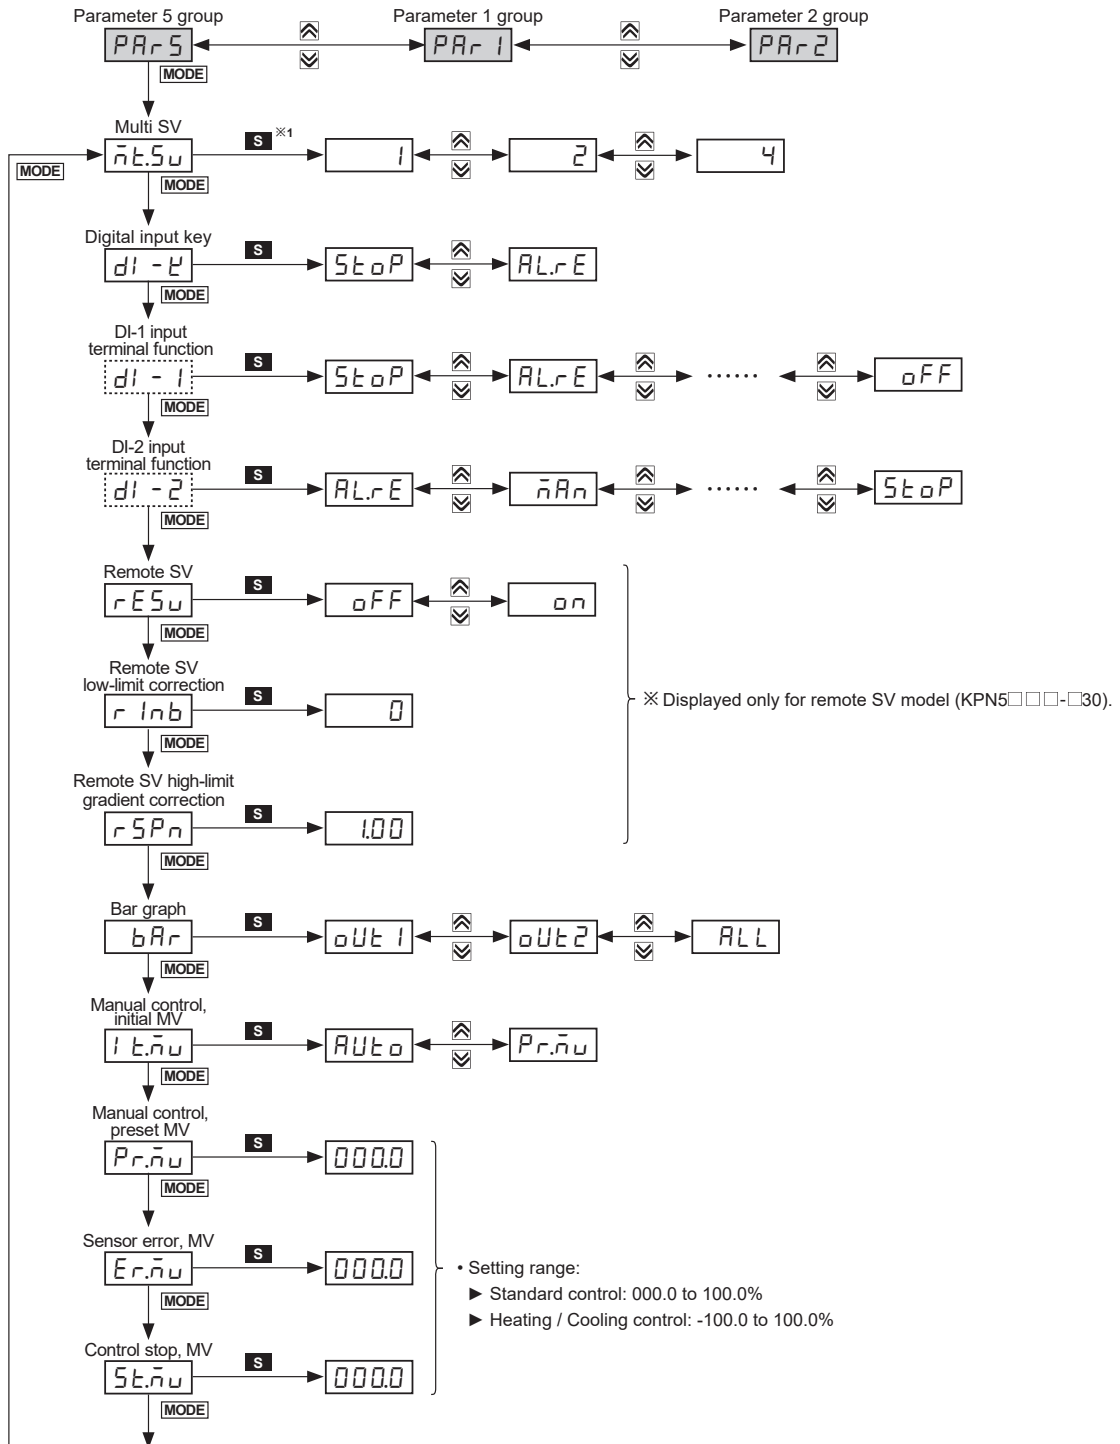 Parameter 5 group
Parameter 1 group
Parameter 2 group
PAr5
PAr1
PAr2
MODE
Multi SV
MODE
n̄t.Sv
S ※1
1
2
4
MODE
Digital input key
dI-K
S
StoP
AL.rE
MODE
DI-1 input
terminal function
dI-1
S
StoP
AL.rE
······
oFF
MODE
DI-2 input
terminal function
dI-2
S
AL.rE
n̄An
······
StoP
MODE
Remote SV
rESv
S
oFF
on
MODE
Remote SV
low-limit correction
rInb
S
0
※ Displayed only for remote SV model (KPN5□□□-□30).
MODE
Remote SV high-limit
gradient correction
rSPn
S
1.00
MODE
Bar graph
bAr
S
oUt1
oUt2
ALL
MODE
Manual control,
initial MV
It.n̄v
S
AUto
Pr.n̄v
MODE
Manual control,
preset MV
Pr.n̄v
S
000.0
MODE
Sensor error, MV
Er.n̄v
S
000.0
MODE
• Setting range:
► Standard control: 000.0 to 100.0%
► Heating / Cooling control: -100.0 to 100.0%
Control stop, MV
St.n̄v
S
000.0
MODE